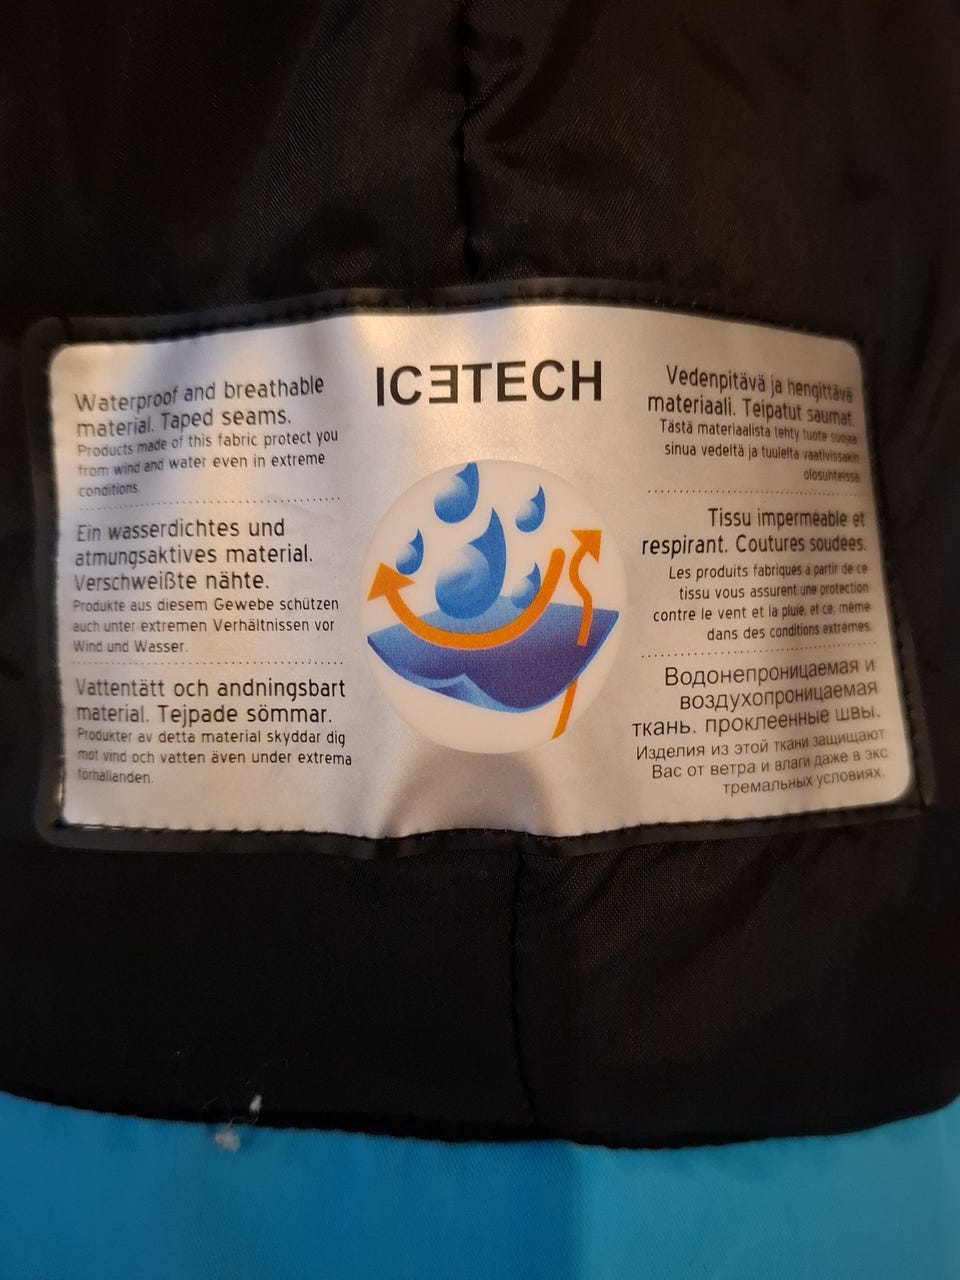 ICƎTECH
Waterproof and breathable
material. Taped seams.
Products made of this fabric protect you
from wind and water even in extreme
conditions.
Ein wasserdichtes und
atmungsaktives material.
Verschweißte nähte.
Produkte aus diesem Gewebe schützen
auch unter extremen Verhältnissen vor
Wind und Wasser.
Vattentätt och andningsbart
material. Tejpade sömmar.
Produkter av detta material skyddar dig
mot vind och vatten även under extrema
förhållanden.
Vedenpitävä ja hengittävä
materiaali. Teipatut saumat.
Tästä materiaalista tehty tuote suojaa
sinua vedeltä ja tuulelta vaativissakin
olosuhteissa.
Tissu imperméable et
respirant. Coutures soudées.
Les produits fabriqués à partir de ce
tissu vous assurent une protection
contre le vent et la pluie, et ce, même
dans des conditions extrêmes.
Водонепроницаемая и
воздухопроницаемая
ткань. проклеенные швы.
Изделия из этой ткани защищают
Вас от ветра и влаги даже в экс
тремальных условиях.